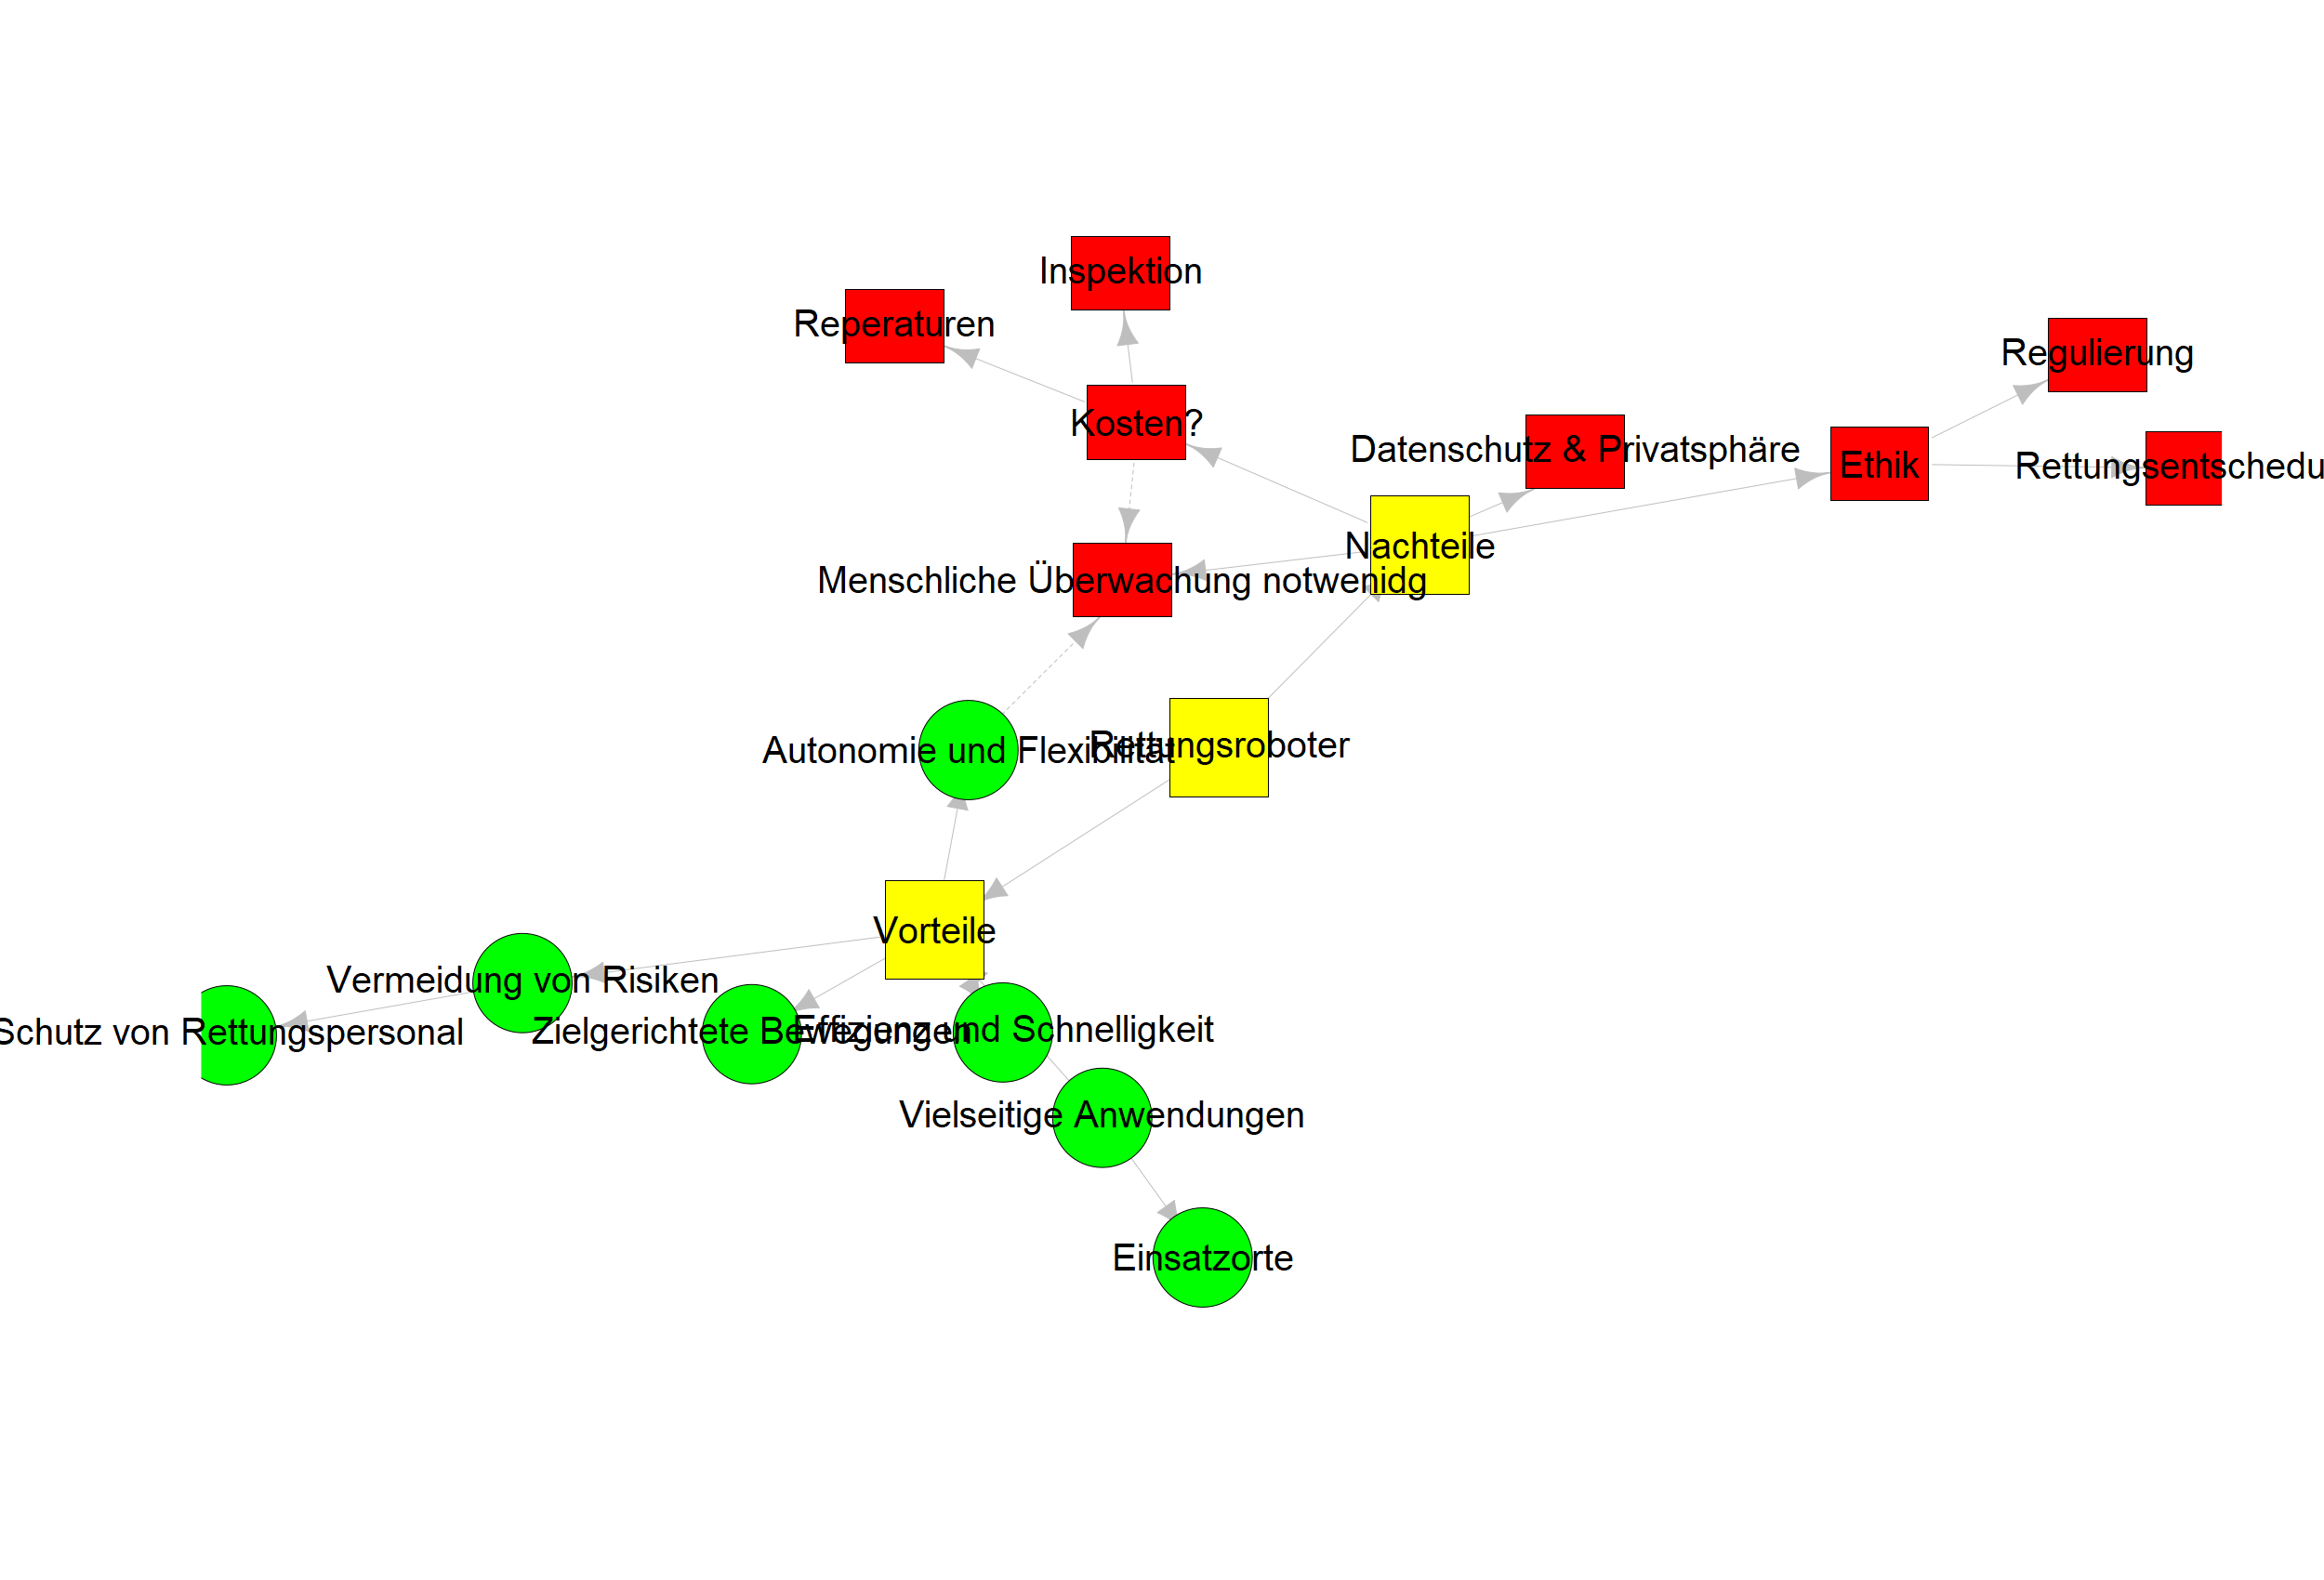 Inspektion
Reperaturen
Regulierung
Kosten?
Datenschutz & Privatsphäre
Ethik
Rettungsentschedu
Nachteile
Menschliche Überwachung notwenidg
Rettungsroboter
Autonomie und Flexibilität
Vorteile
Vermeidung von Risiken
Schutz von Rettungspersonal
Zielgerichtete Bewegungen
Effizienz und Schnelligkeit
Vielseitige Anwendungen
Einsatzorte